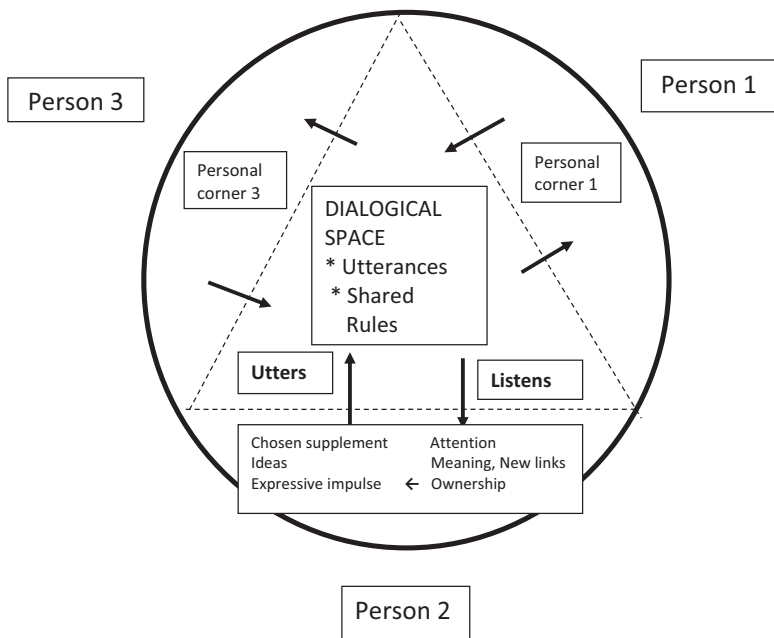 Person 3
Person 1
Personal
corner 3
Personal
corner 1
DIALOGICAL
SPACE
* Utterances
* Shared
Rules
Utters
Listens
Chosen supplement
Ideas
Expressive impulse
←
Attention
Meaning, New links
Ownership
Person 2